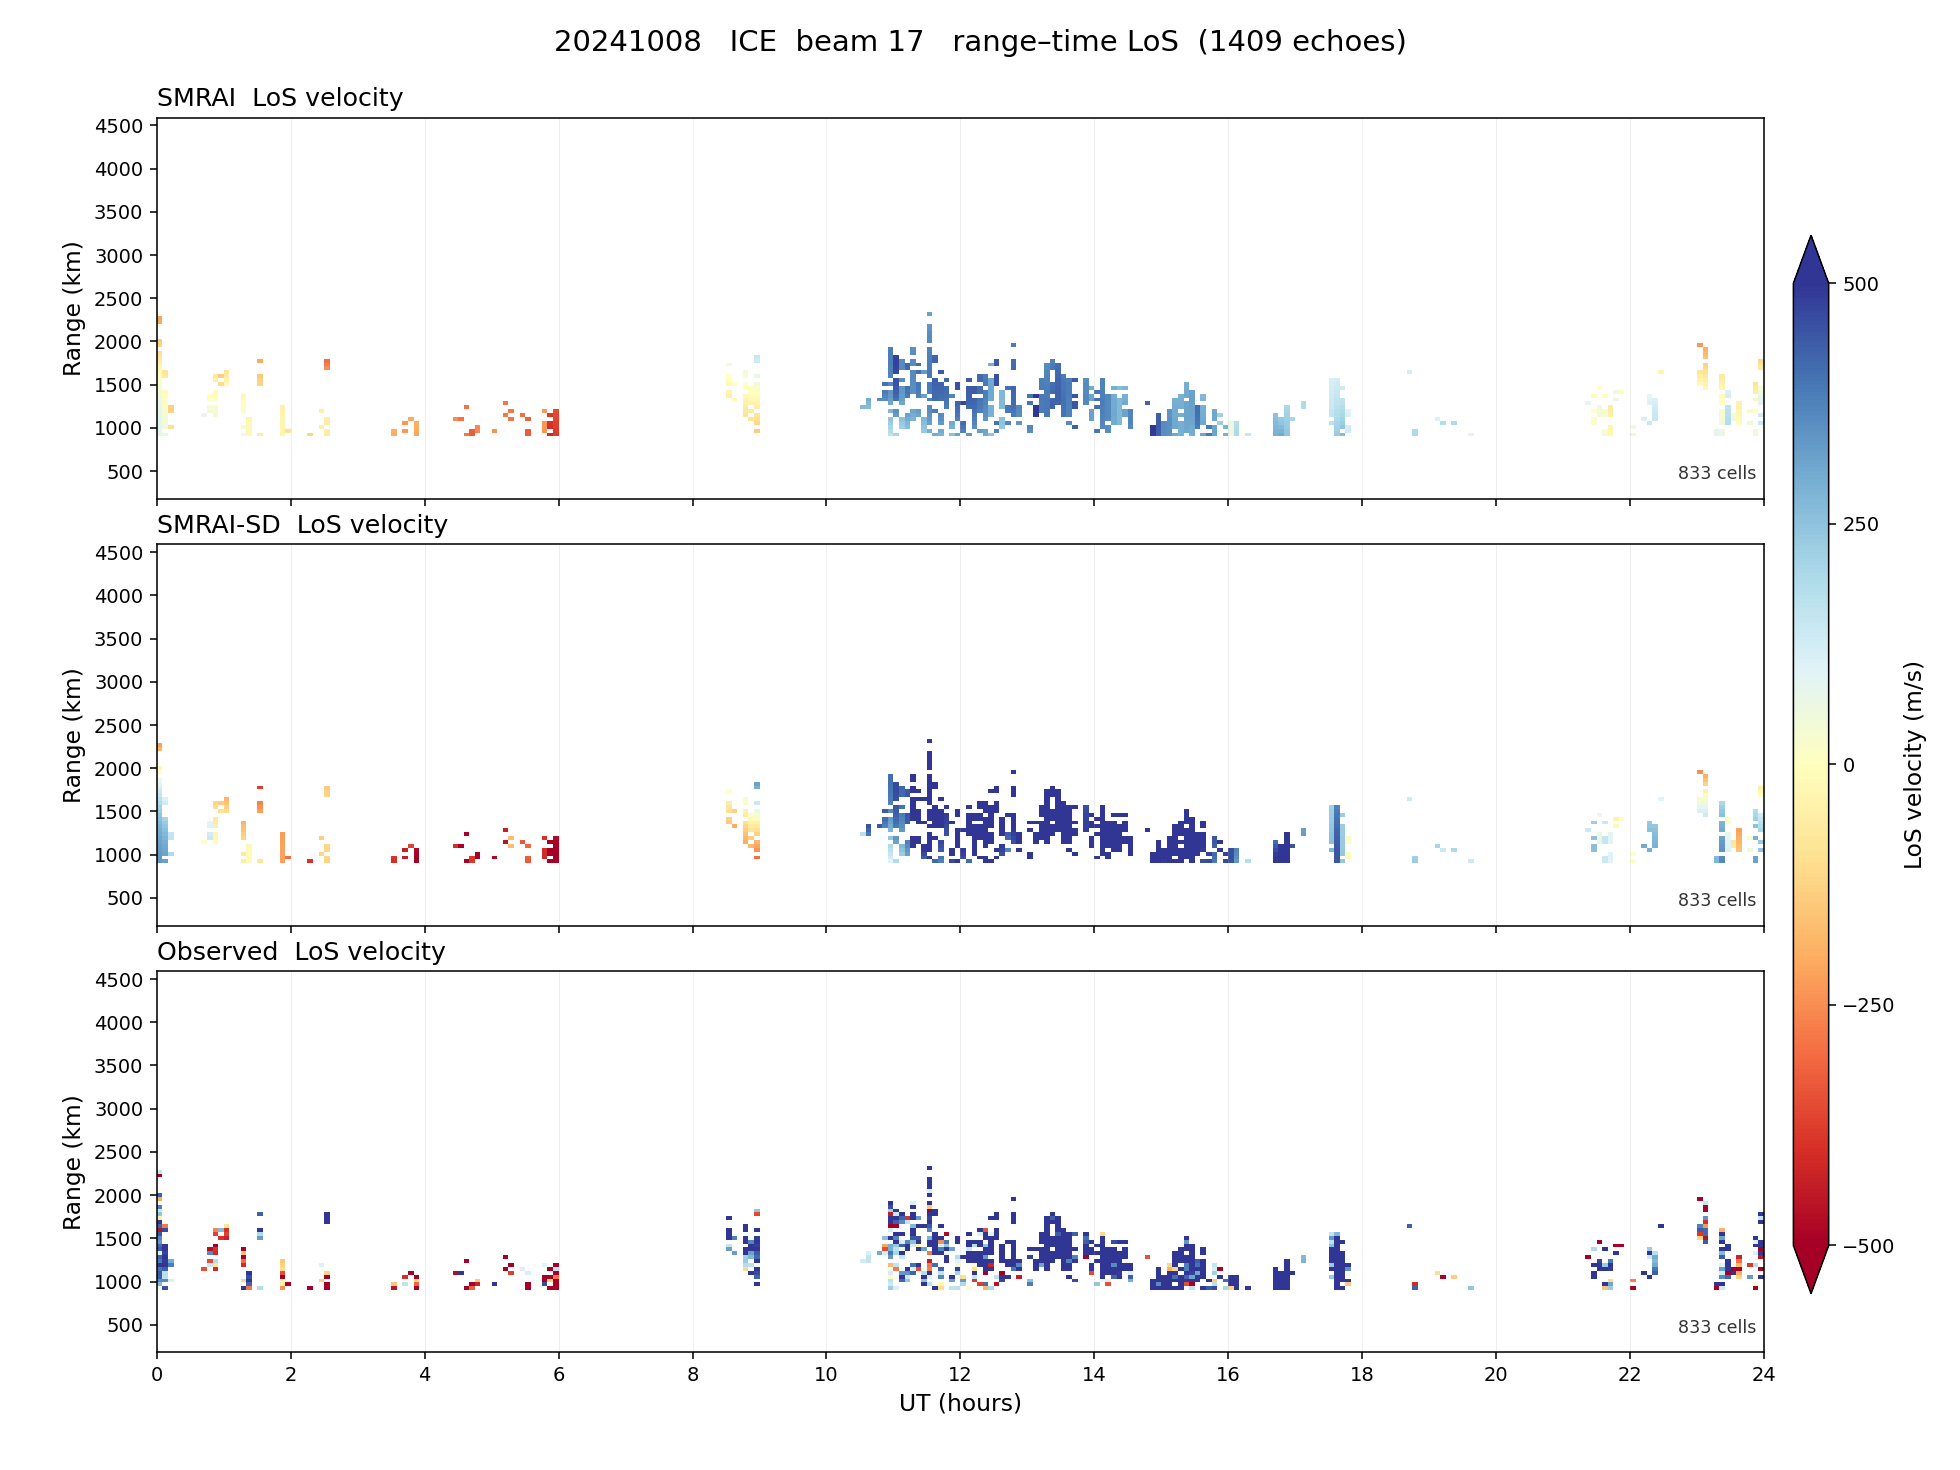 20241008   ICE  beam 17   range–time LoS  (1409 echoes)
SMRAI  LoS velocity
4500
4000
3500
3000
2500
2000
1500
1000
500
Range (km)
833 cells
SMRAI-SD  LoS velocity
4500
4000
3500
3000
2500
2000
1500
1000
500
Range (km)
833 cells
Observed  LoS velocity
4500
4000
3500
3000
2500
2000
1500
1000
500
Range (km)
833 cells
0 2 4 6 8 10 12 14 16 18 20 22 24
UT (hours)
500
250
0
−250
−500
LoS velocity (m/s)